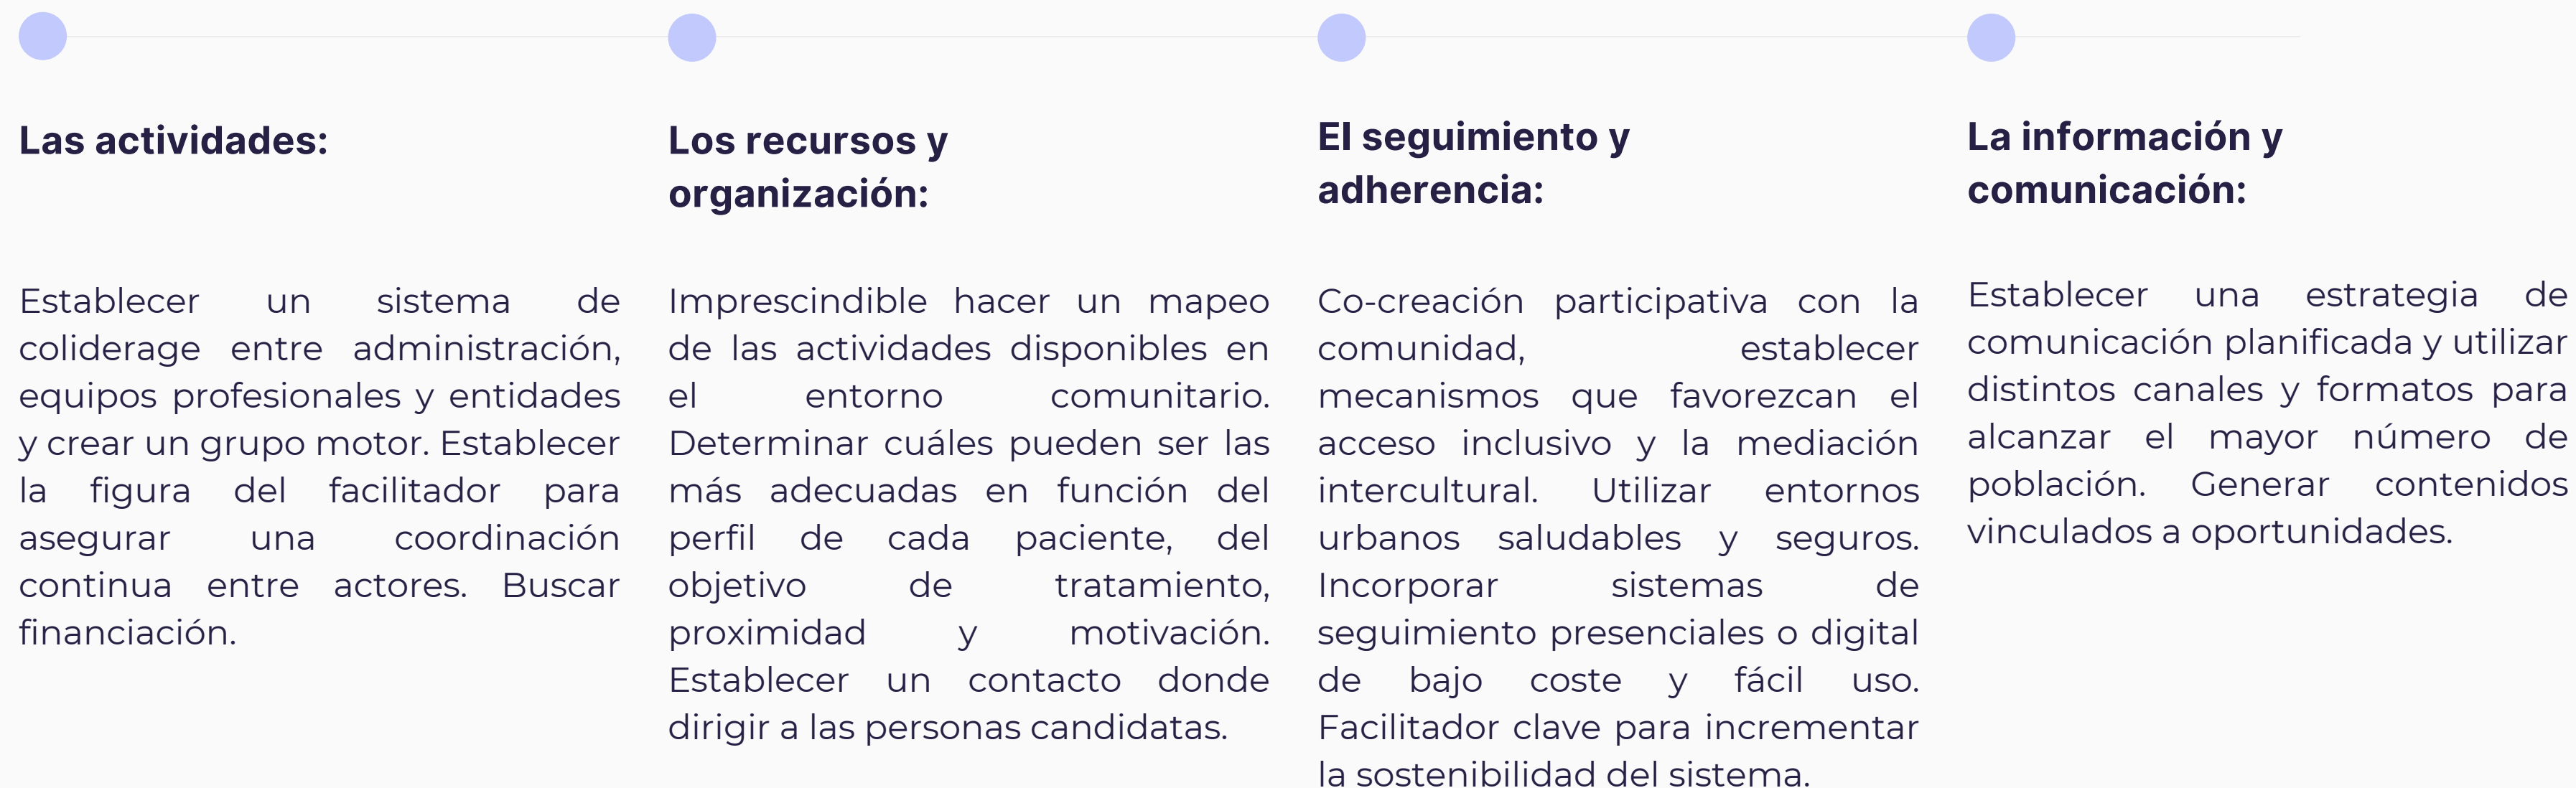 Las actividades:
Establecer un sistema de
coliderage entre administración,
equipos profesionales y entidades
y crear un grupo motor. Establecer
la figura del facilitador para
asegurar una coordinación
continua entre actores. Buscar
financiación.
Los recursos y
organización:
Imprescindible hacer un mapeo
de las actividades disponibles en
el entorno comunitario.
Determinar cuáles pueden ser las
más adecuadas en función del
perfil de cada paciente, del
objetivo de tratamiento,
proximidad y motivación.
Establecer un contacto donde
dirigir a las personas candidatas.
El seguimiento y
adherencia:
Co-creación participativa con la
comunidad, establecer
mecanismos que favorezcan el
acceso inclusivo y la mediación
intercultural. Utilizar entornos
urbanos saludables y seguros.
Incorporar sistemas de
seguimiento presenciales o digital
de bajo coste y fácil uso.
Facilitador clave para incrementar
la sostenibilidad del sistema.
La información y
comunicación:
Establecer una estrategia de
comunicación planificada y utilizar
distintos canales y formatos para
alcanzar el mayor número de
población. Generar contenidos
vinculados a oportunidades.